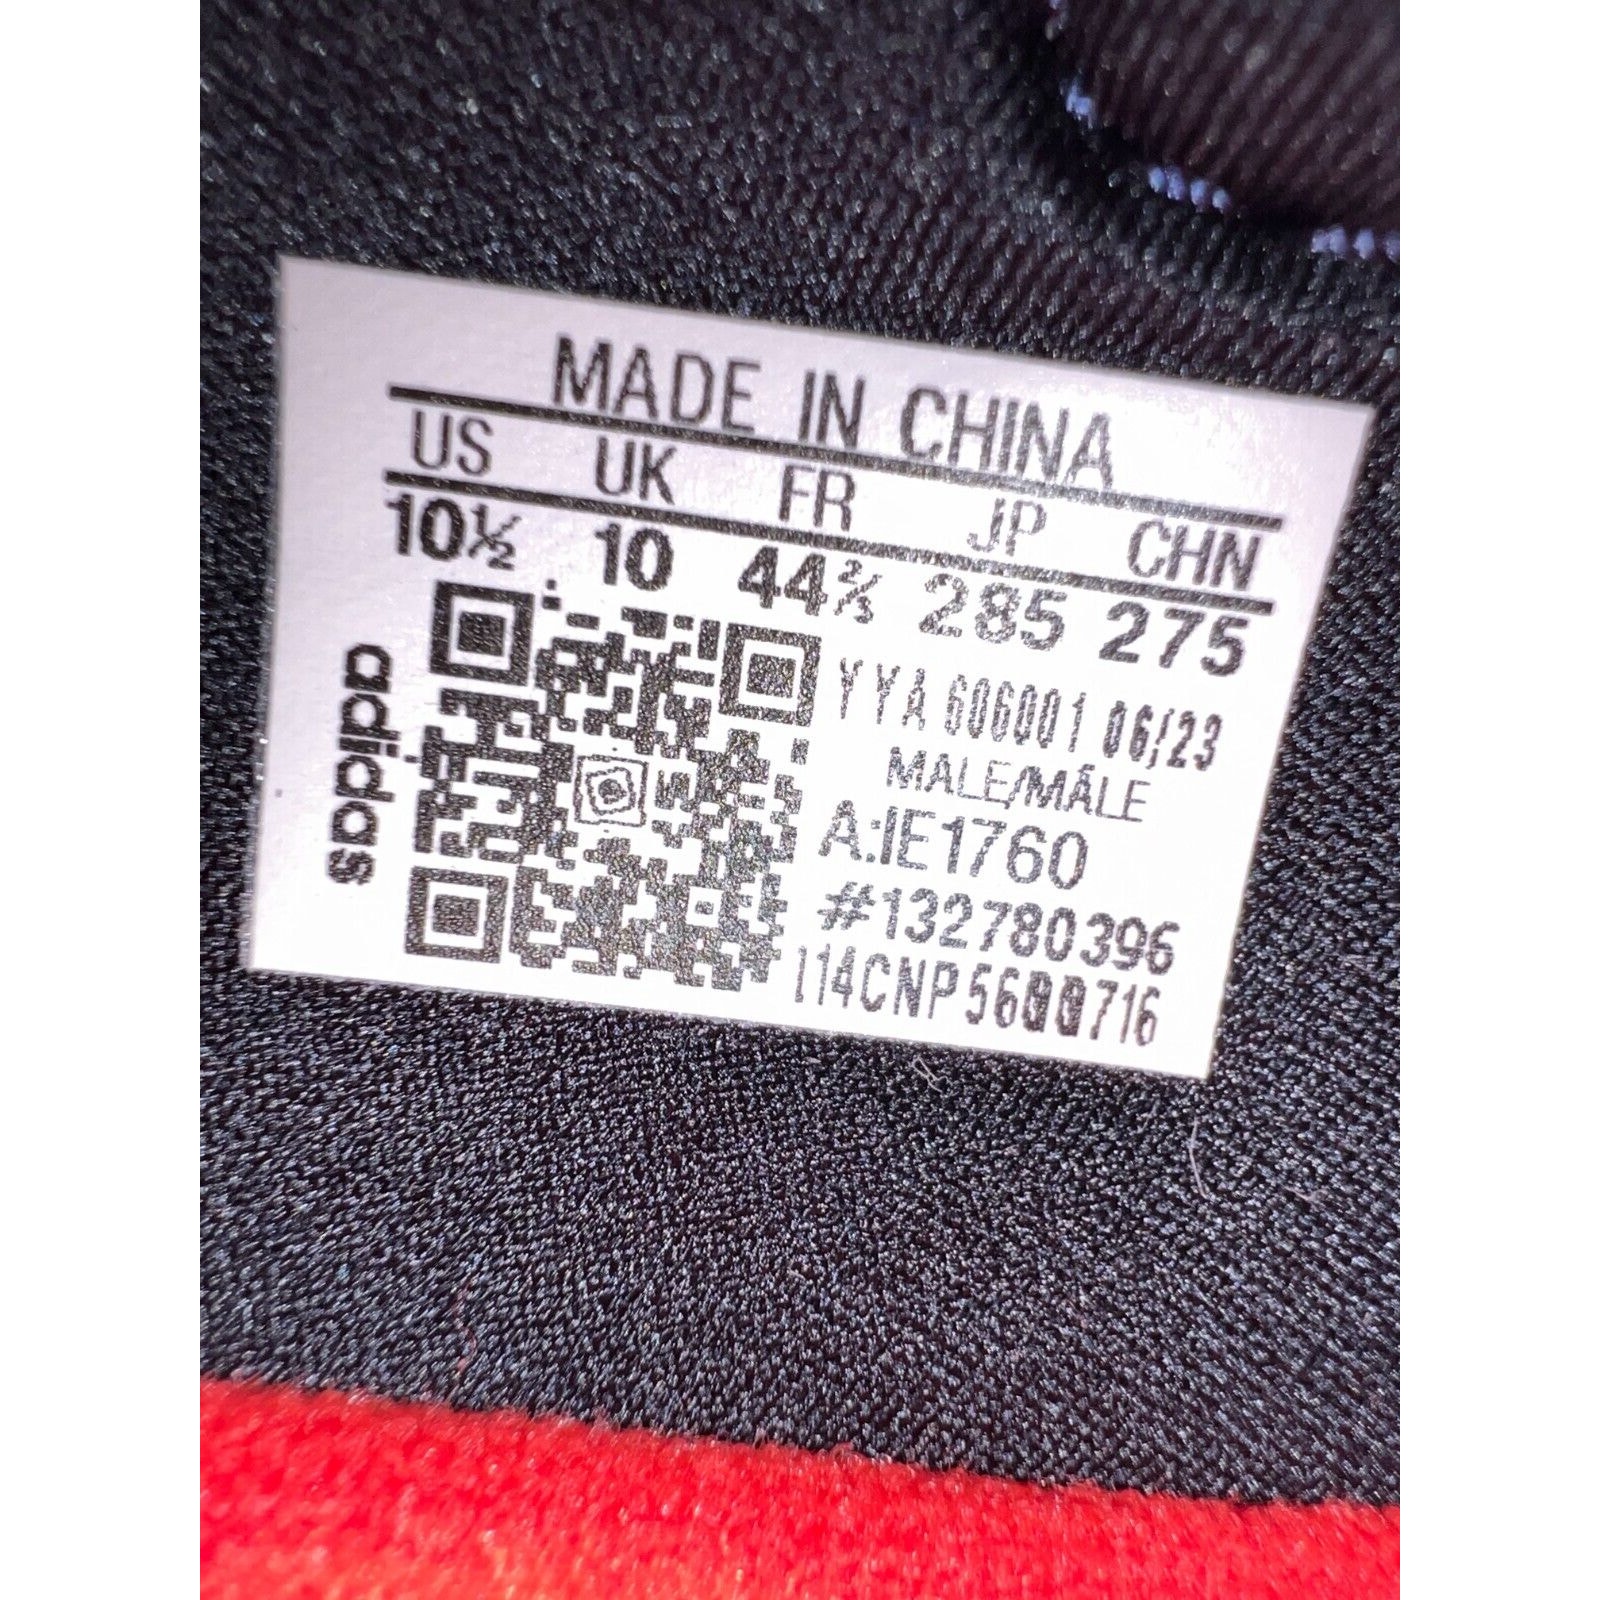 MADE IN CHINA
US UK FR JP CHN
10½ 10 44⅔ 285 275
YYA 606001 06/23
MALE/MÂLE
A:IE1760
#132780396
114CNP5600716
adidas